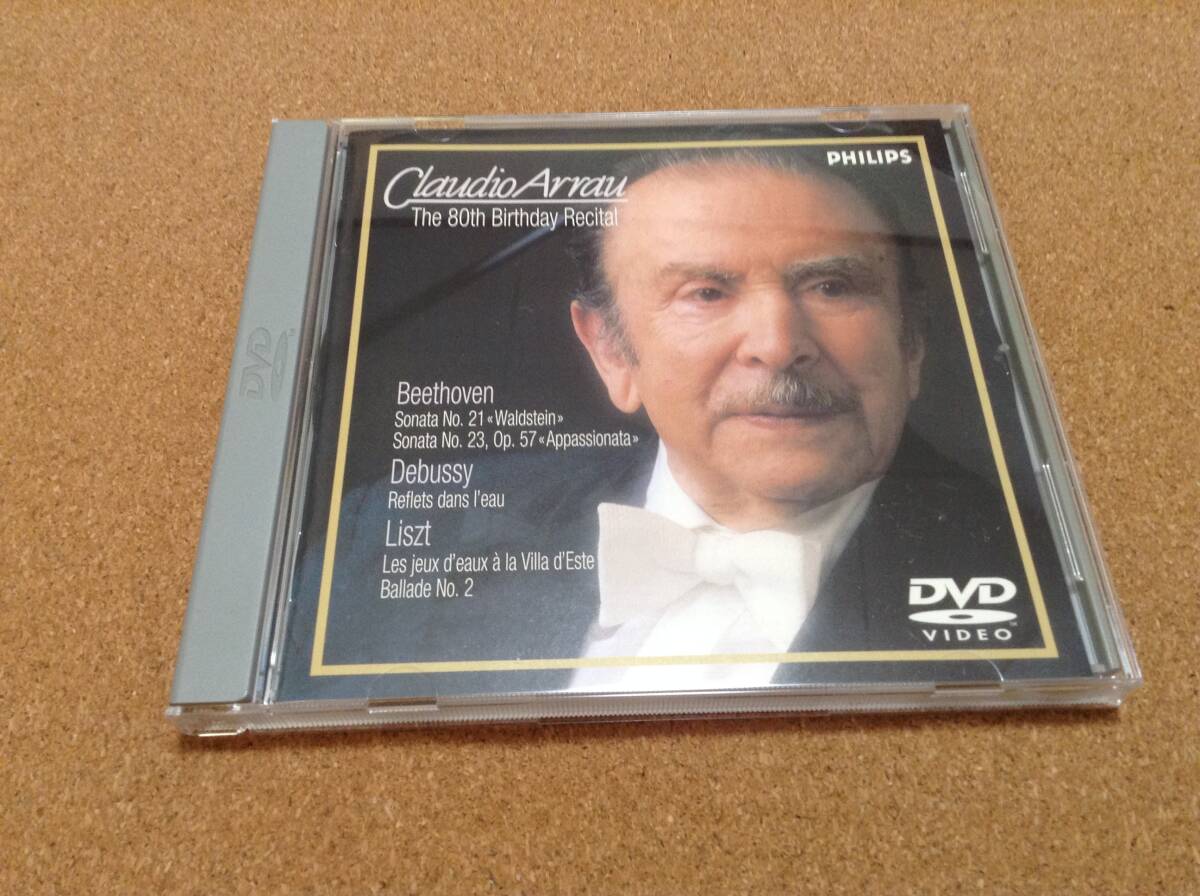 Claudio Arrau
The 80th Birthday Recital
PHILIPS
Beethoven
Sonata No. 21 «Waldstein»
Sonata No. 23, Op. 57 «Appassionata»
Debussy
Reflets dans l'eau
Liszt
Les jeux d'eaux à la Villa d'Este
Ballade No. 2
DVD
VIDEO
DVD